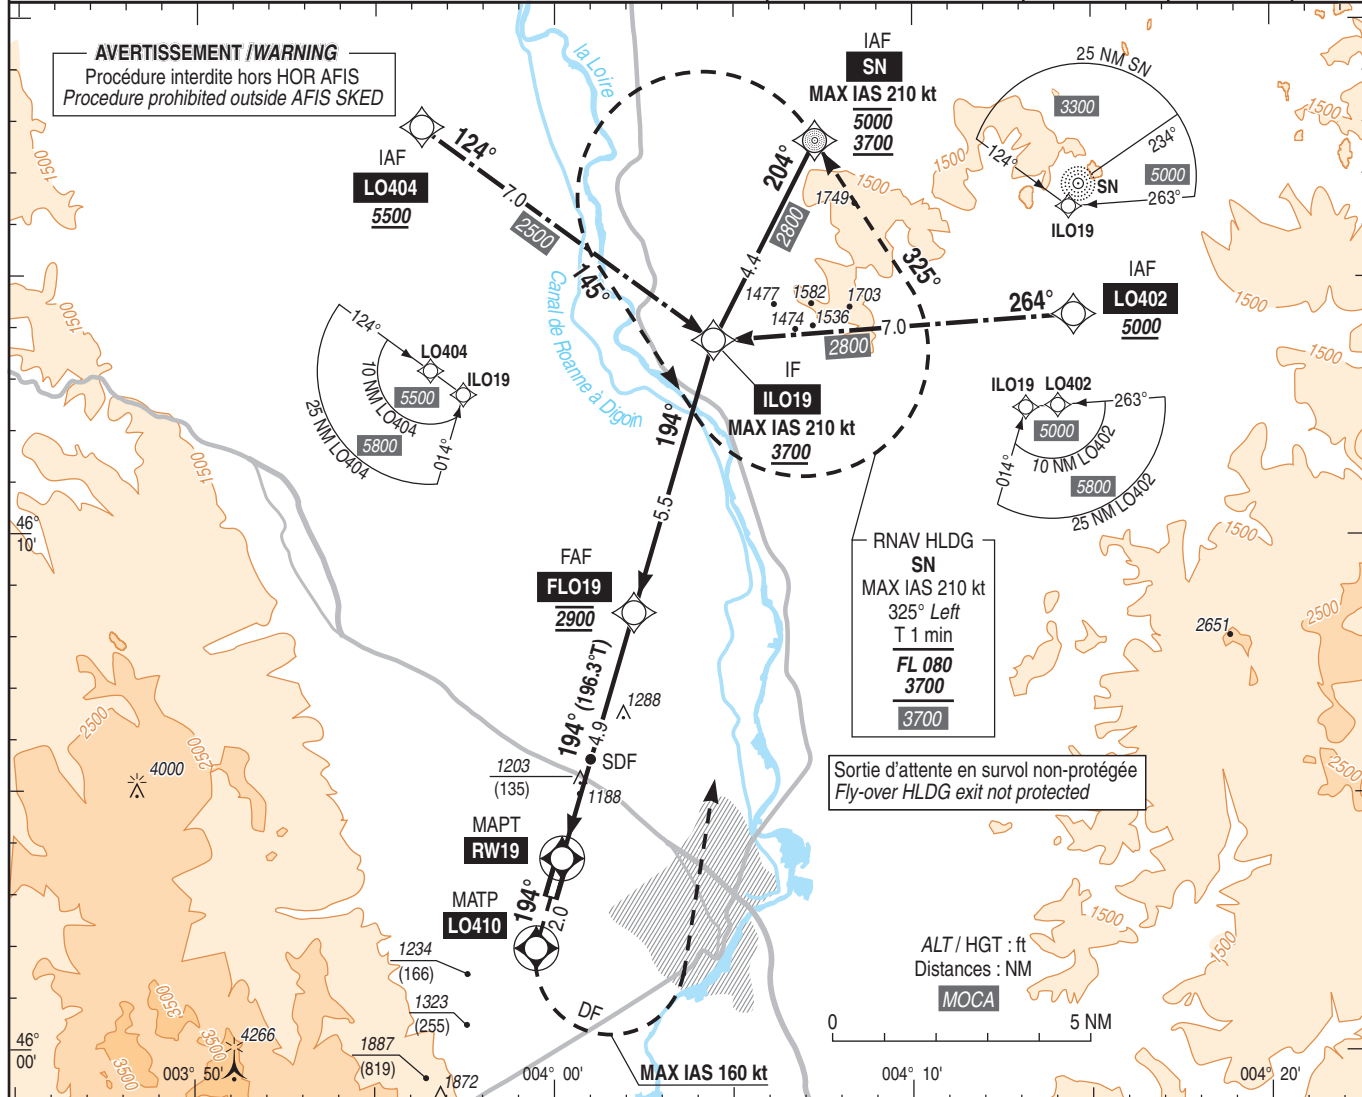 AVERTISSEMENT /WARNING
Procédure interdite hors HOR AFIS
Procedure prohibited outside AFIS SKED
la Loire
IAF
SN
MAX IAS 210 kt
5000
3700
25 NM SN
3300
124°
234°
5000
SN
263°
ILO19
1500
1500
1500
1500
1500
IAF
LO404
5500
124°
7.0
2500
204°
2800
4.4
1749
1500
325°
145°
1477
1582
1703
1474
1536
264°
7.0
2800
IAF
LO402
5000
1500
1500
Canal de Roanne à Digoin
IF
ILO19
MAX IAS 210 kt
3700
124°
LO404
ILO19
10 NM LO404
5500
25 NM LO404
5800
014°
ILO19
LO402
263°
5000
10 NM LO402
014°
5800
25 NM LO402
194°
5.5
1500
1500
46°
10'
RNAV HLDG
SN
MAX IAS 210 kt
325° Left
T 1 min
FL 080
3700
3700
FAF
FLO19
2900
2651
2500
194° (196.3°T)
4.9
1288
SDF
1203
(135)
1188
2500
2500
4000
Sortie d'attente en survol non-protégée
Fly-over HLDG exit not protected
2500
MAPT
RW19
MATP
LO410
194°
2.0
1500
1500
1234
(166)
1323
(255)
1887
(819)
1872
3500
3500
3500
4266
DF
MAX IAS 160 kt
ALT / HGT : ft
Distances : NM
MOCA
0
5 NM
46°
00'
003° 50'
004° 00'
004° 10'
004° 20'